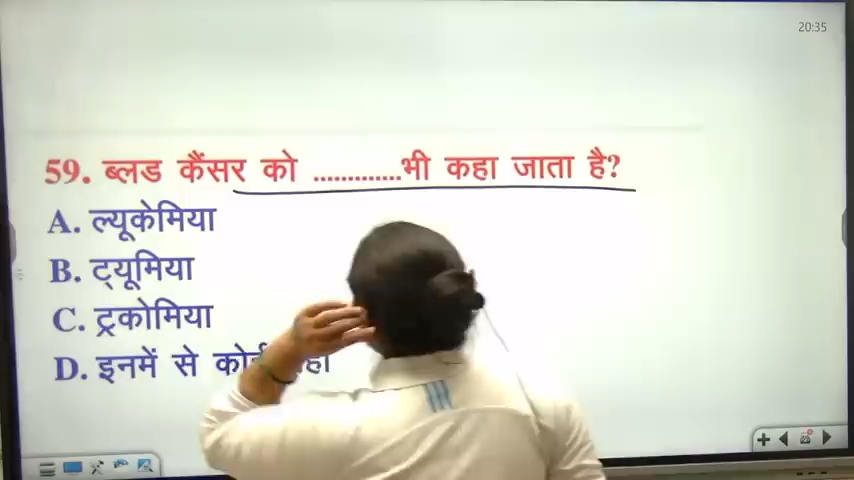 20:35
59. ब्लड कैंसर को .............भी कहा जाता है?
A. ल्यूकेमिया
B. ट्यूमिया
C. ट्रकोमिया
D. इनमें से कोई